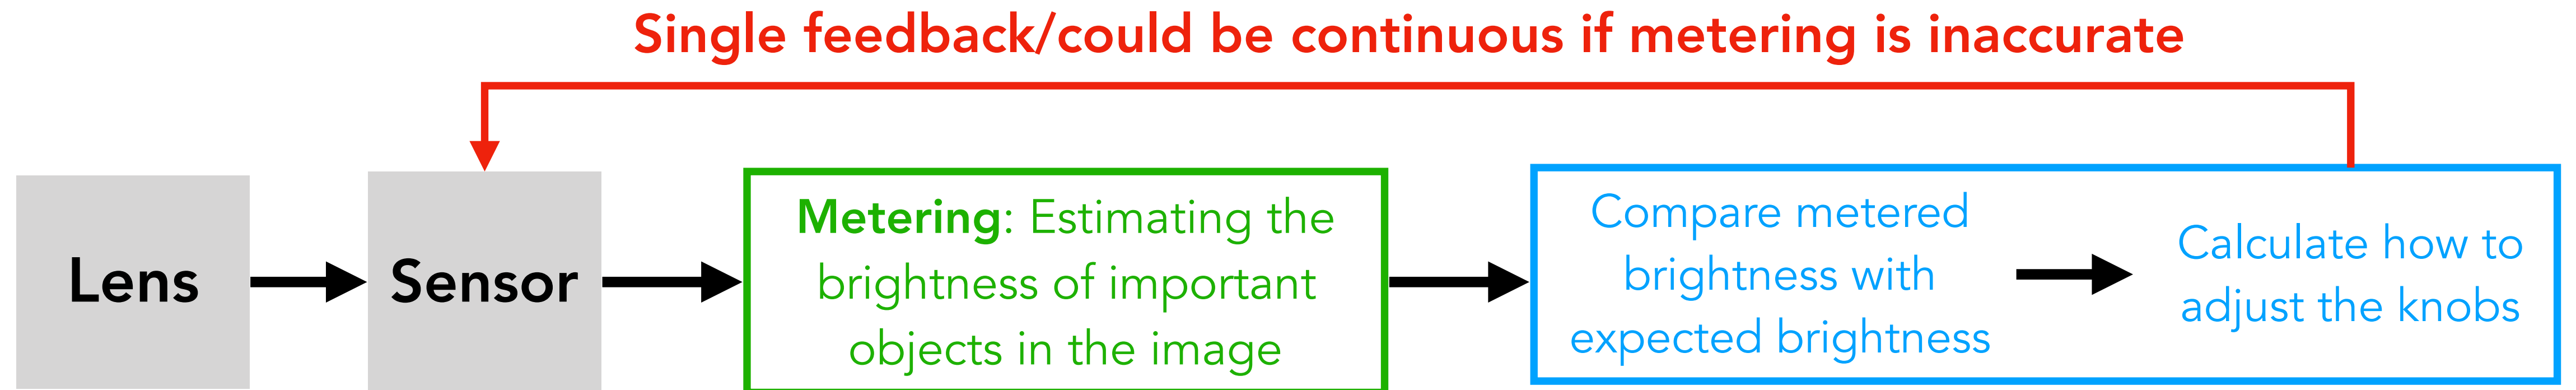 Single feedback/could be continuous if metering is inaccurate
Lens
Sensor
Metering: Estimating the
brightness of important
objects in the image
Compare metered
brightness with
expected brightness
Calculate how to
adjust the knobs